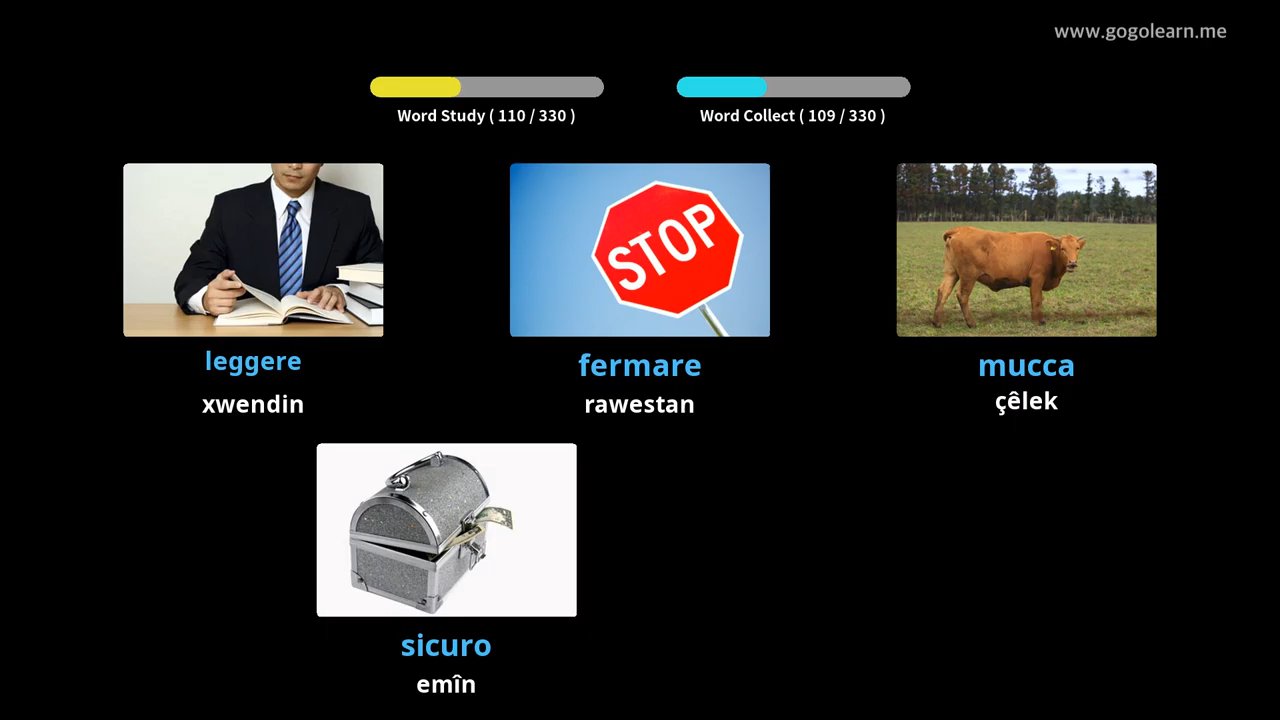 www.gogolearn.me
Word Study ( 110 / 330 )
Word Collect ( 109 / 330 )
STOP
leggere
fermare
mucca
xwendin
rawestan
çêlek
sicuro
emîn